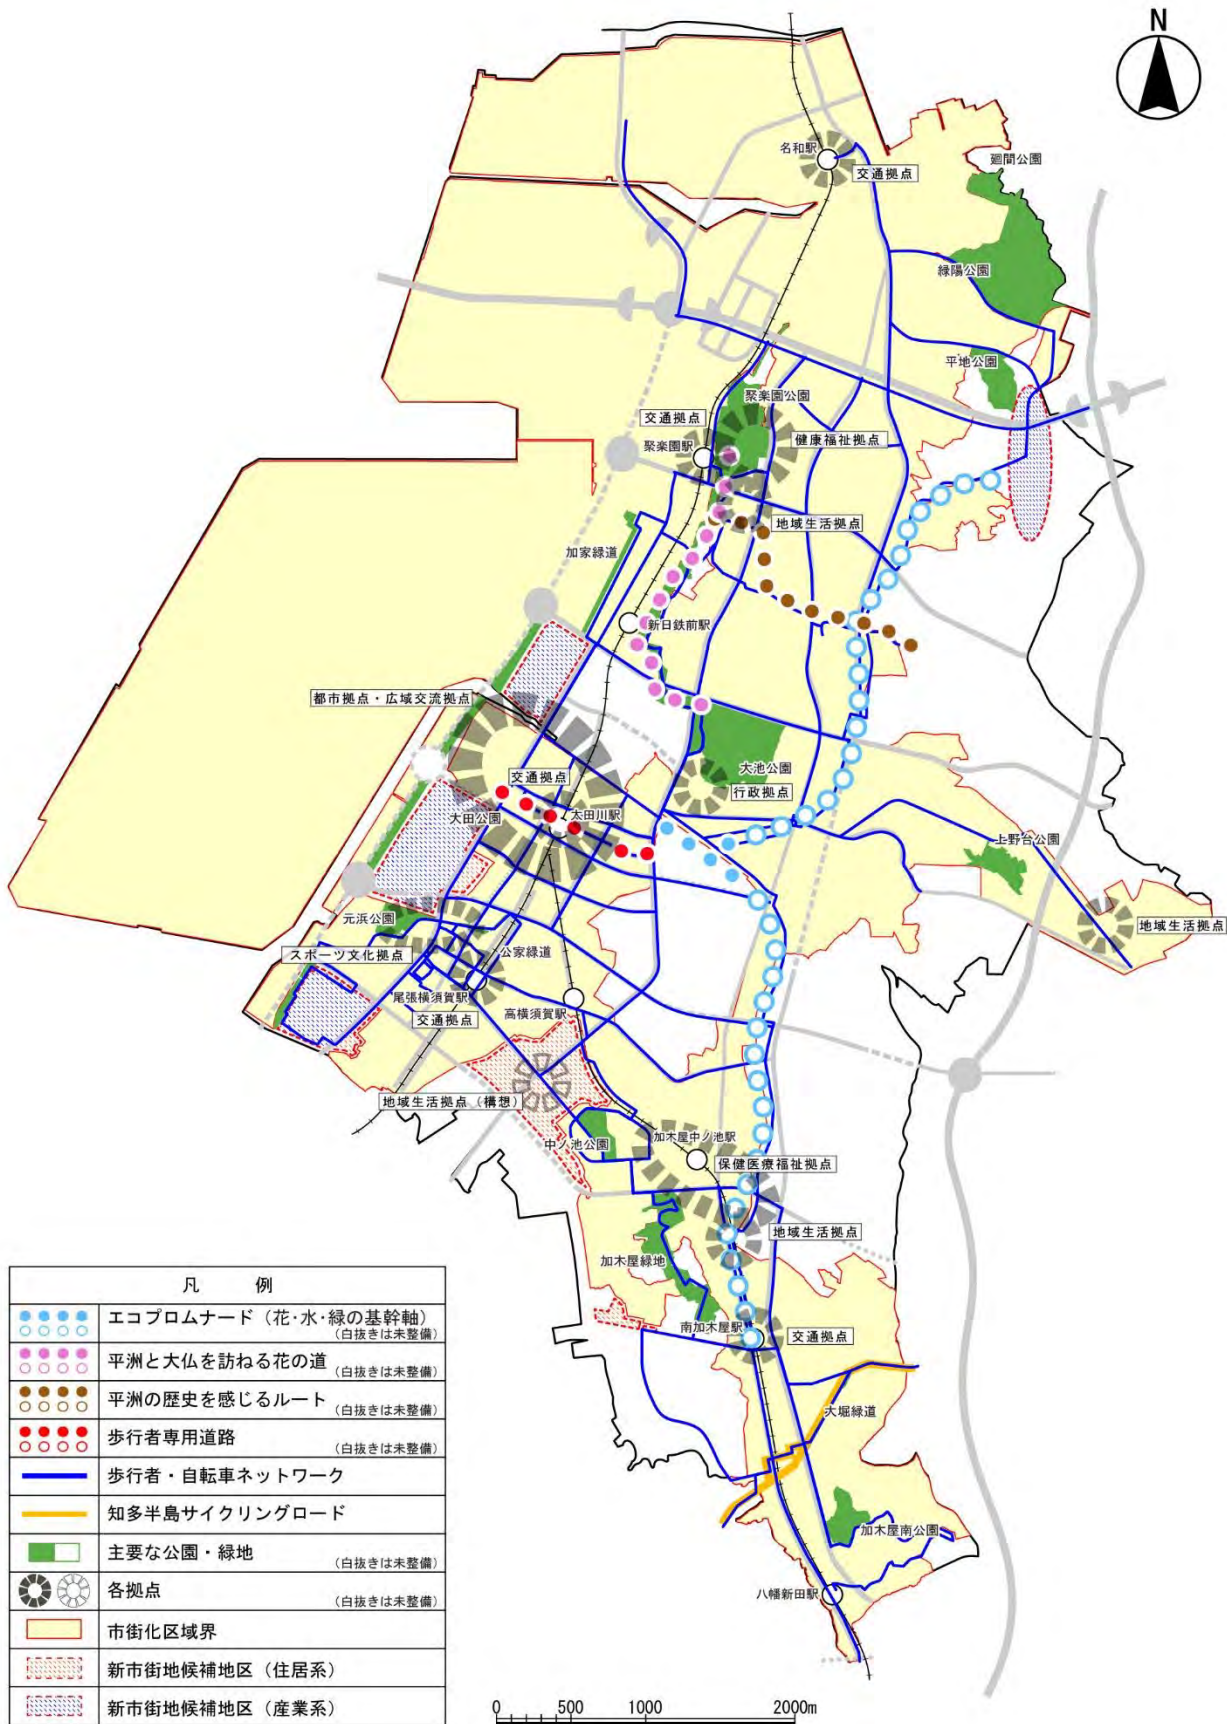 N
名和駅
交通拠点
廻間公園
緑陽公園
平地公園
聚楽園公園
交通拠点
聚楽園駅
健康福祉拠点
地域生活拠点
加家緑道
新日鉄前駅
都市拠点・広域交流拠点
交通拠点
大池公園
行政拠点
大田公園
太田川駅
上野台公園
元浜公園
地域生活拠点
スポーツ文化拠点
公家緑道
尾張横須賀駅
高横須賀駅
交通拠点
地域生活拠点（構想）
中ノ池公園
加木屋中ノ池駅
保健医療福祉拠点
地域生活拠点
加木屋緑地
南加木屋駅
交通拠点
大堀緑道
加木屋南公園
八幡新田駅
凡 例
エコプロムナード（花・水・緑の基幹軸）
（白抜きは未整備）
平洲と大仏を訪ねる花の道
（白抜きは未整備）
平洲の歴史を感じるルート
（白抜きは未整備）
歩行者専用道路
（白抜きは未整備）
歩行者・自転車ネットワーク
知多半島サイクリングロード
主要な公園・緑地
（白抜きは未整備）
各拠点
（白抜きは未整備）
市街化区域界
新市街地候補地区（住居系）
新市街地候補地区（産業系）
0 500 1000 2000m